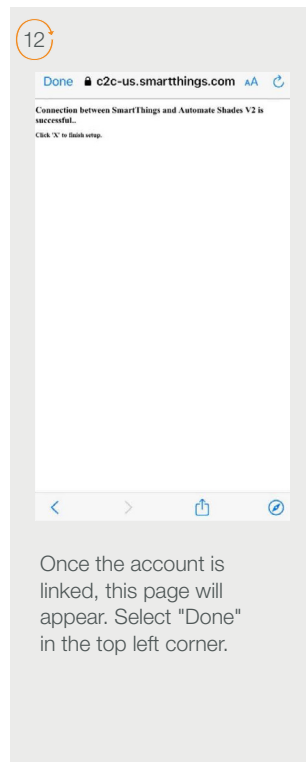 12
Done c2c-us.smartthings.com AA
Connection between SmartThings and Automate Shades V2 is
successful..
Click 'X' to finish setup.
Once the account is
linked, this page will
appear. Select "Done"
in the top left corner.